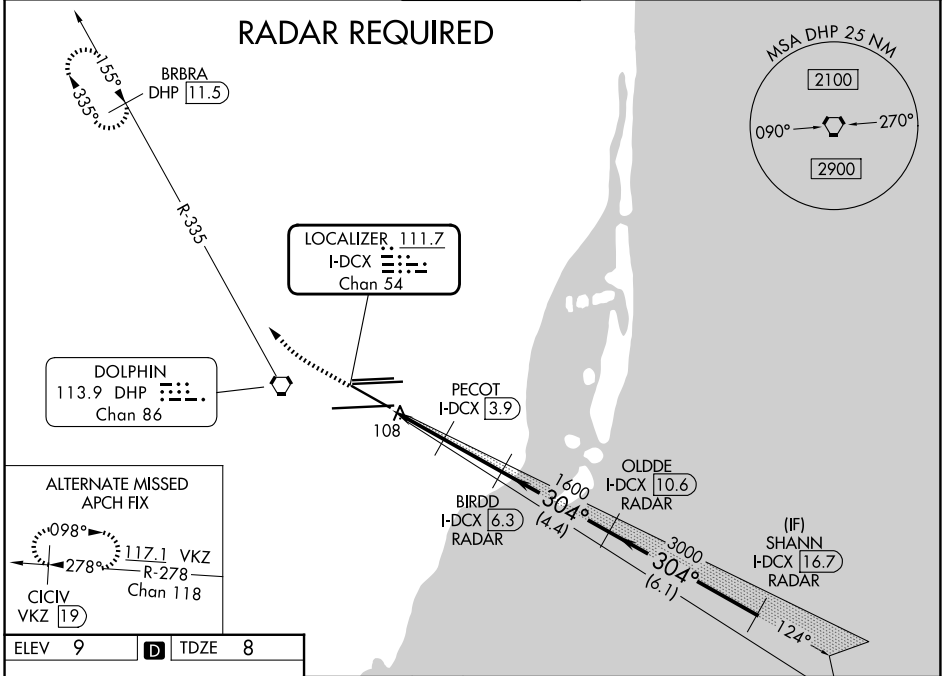 RADAR REQUIRED
MSA DHP 25 NM
2100
090°
270°
2900
155°
335°
BRBRA
DHP 11.5
R-335
LOCALIZER 111.7
I-DCX
Chan 54
DOLPHIN
113.9 DHP
Chan 86
PECOT
I-DCX 3.9
108
BIRDD
I-DCX 6.3
RADAR
1600
304°
(4.4)
OLDDE
I-DCX 10.6
RADAR
3000
304°
(6.1)
(IF)
SHANN
I-DCX 16.7
RADAR
124°
ALTERNATE MISSED
APCH FIX
098°
278°
117.1 VKZ
R-278
Chan 118
CICIV
VKZ 19
ELEV 9 D TDZE 8